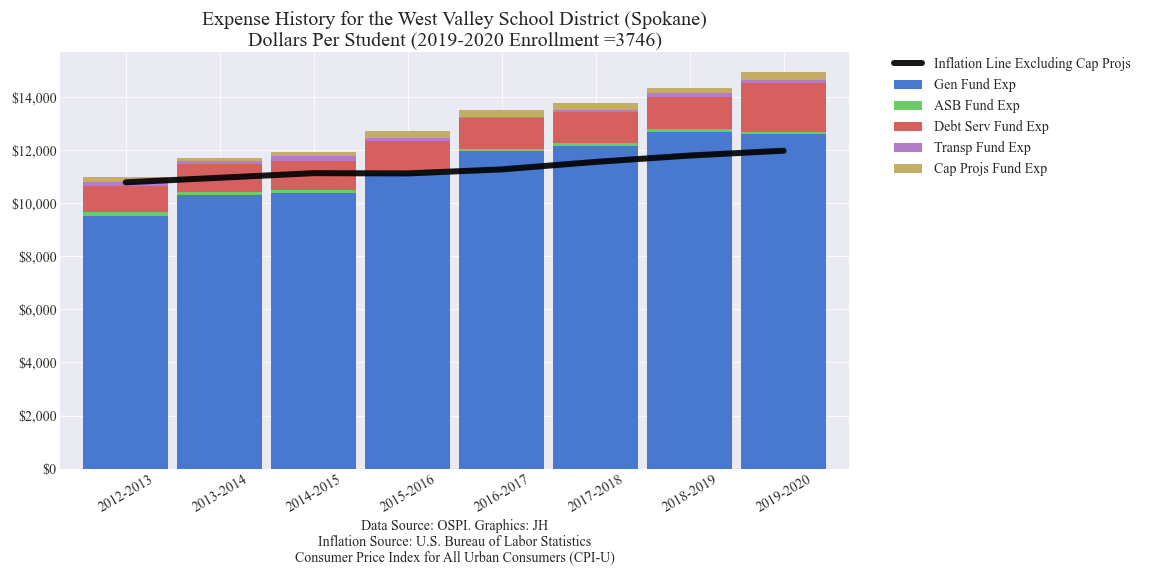 Expense History for the West Valley School District (Spokane)
Dollars Per Student (2019-2020 Enrollment =3746)
Inflation Line Excluding Cap Projs
Gen Fund Exp
ASB Fund Exp
Debt Serv Fund Exp
Transp Fund Exp
Cap Projs Fund Exp
$14,000
$12,000
$10,000
$8,000
$6,000
$4,000
$2,000
$0
2012-2013
2013-2014
2014-2015
2015-2016
2016-2017
2017-2018
2018-2019
2019-2020
Data Source: OSPI. Graphics: JH
Inflation Source: U.S. Bureau of Labor Statistics
Consumer Price Index for All Urban Consumers (CPI-U)